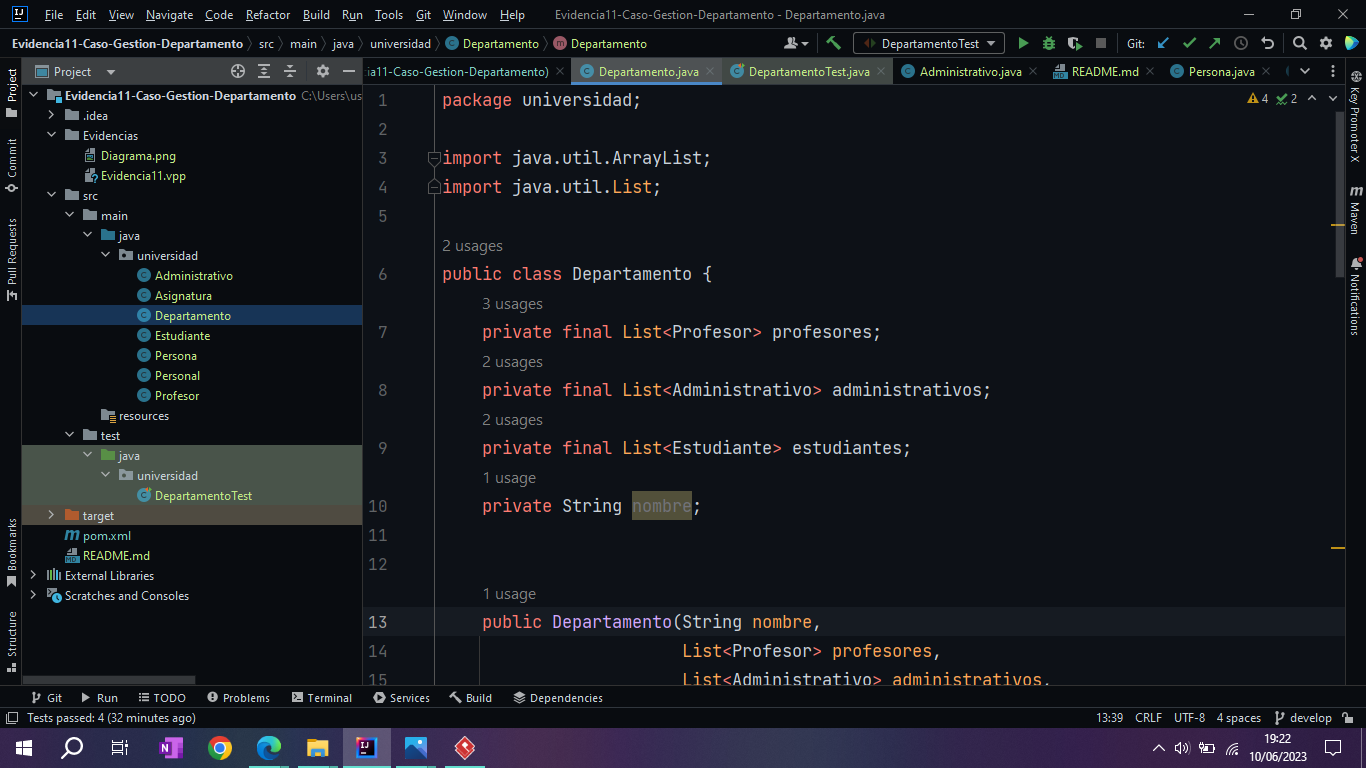 File Edit View Navigate Code Refactor Build Run Tools Git Window Help Evidencia11-Caso-Gestion-Departamento - Departamento.java
Evidencia11-Caso-Gestion-Departamento src main java universidad Departamento Departamento DepartamentoTest Git:
Project
cia11-Caso-Gestion-Departamento) Departamento.java DepartamentoTest.java Administrativo.java README.md Persona.java
Evidencia11-Caso-Gestion-Departamento C:\Users\us
.idea
Evidencias
Diagrama.png
Evidencia11.vpp
src
main
java
universidad
Administrativo
Asignatura
Departamento
Estudiante
Persona
Personal
Profesor
resources
test
java
universidad
DepartamentoTest
target
pom.xml
README.md
External Libraries
Scratches and Consoles
Project
Commit
Pull Requests
Bookmarks
Structure
4 2
1 package universidad;
2
3 import java.util.ArrayList;
4 import java.util.List;
5
2 usages
6 public class Departamento {
3 usages
7 private final List<Profesor> profesores;
2 usages
8 private final List<Administrativo> administrativos;
2 usages
9 private final List<Estudiante> estudiantes;
1 usage
10 private String nombre;
11
12
1 usage
13 public Departamento(String nombre,
14 List<Profesor> profesores,
15 List<Administrativo> administrativos,
Key Promoter X
Maven
Notifications
Git Run TODO Problems Terminal Services Build Dependencies
Tests passed: 4 (32 minutes ago) 13:39 CRLF UTF-8 4 spaces develop
19:22
10/06/2023